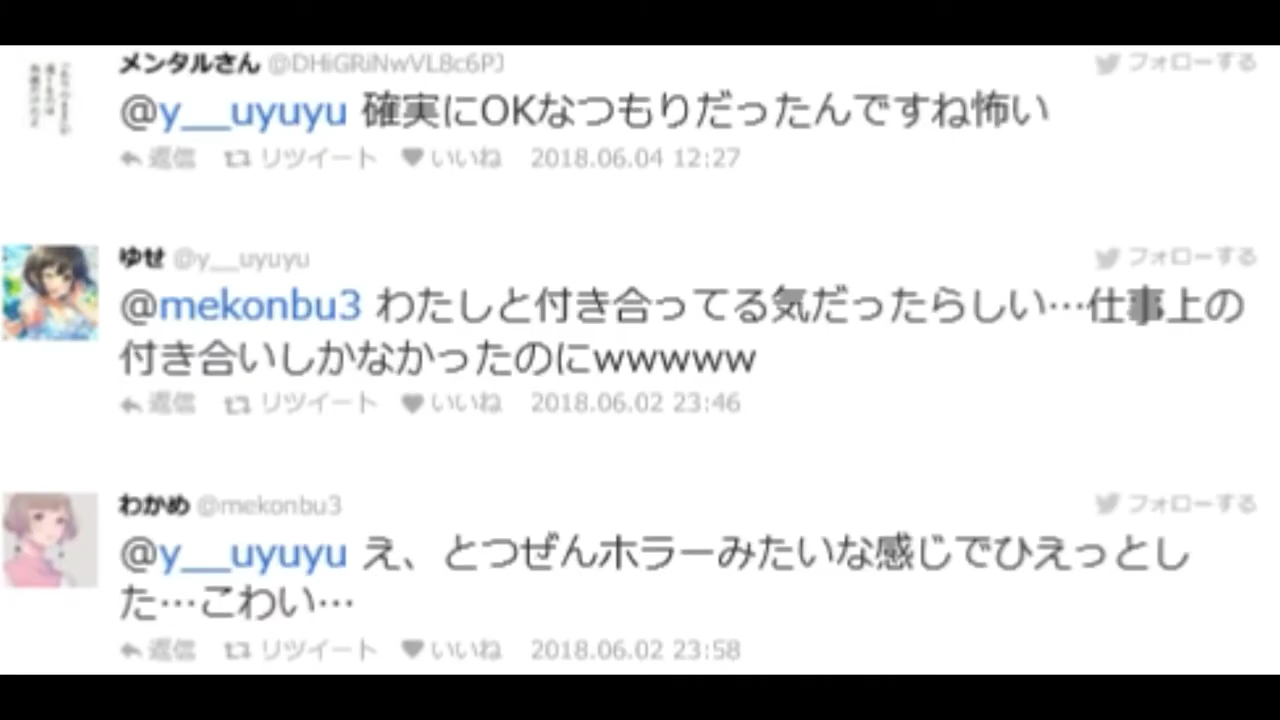 メンタルさん @DHiGRiNwVL8c6PJ フォローする
@y__uyuyu 確実にOKなつもりだったんですね怖い
返信 リツイート いいね 2018.06.04 12:27
ゆせ @y__uyuyu フォローする
@mekonbu3 わたしと付き合ってる気だったらしい…仕事上の
付き合いしかなかったのにwwwww
返信 リツイート いいね 2018.06.02 23:46
わかめ @mekonbu3 フォローする
@y__uyuyu え、とつぜんホラーみたいな感じでひえっとし
た…こわい…
返信 リツイート いいね 2018.06.02 23:58